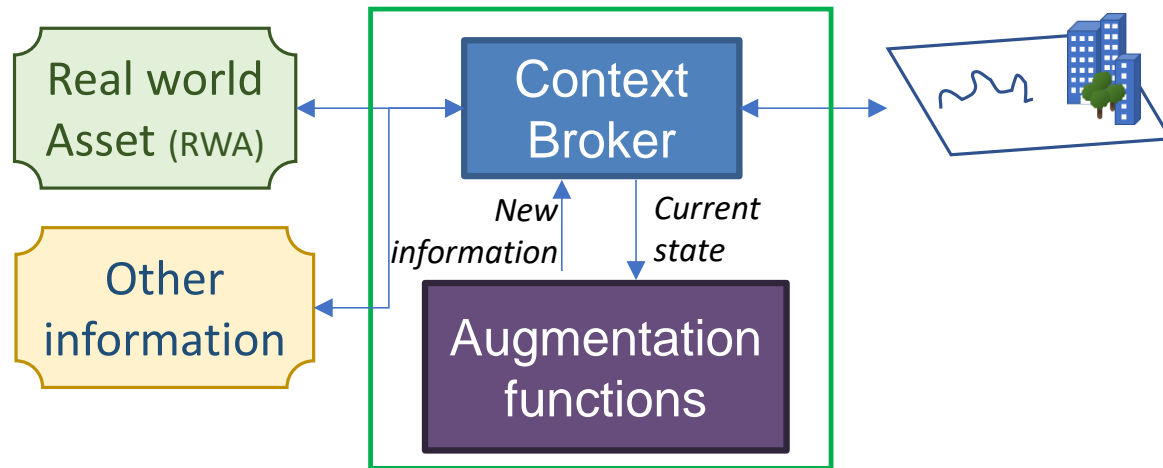 Real world
Asset (RWA)
Context
Broker
New
information
Current
state
Other
information
Augmentation
functions